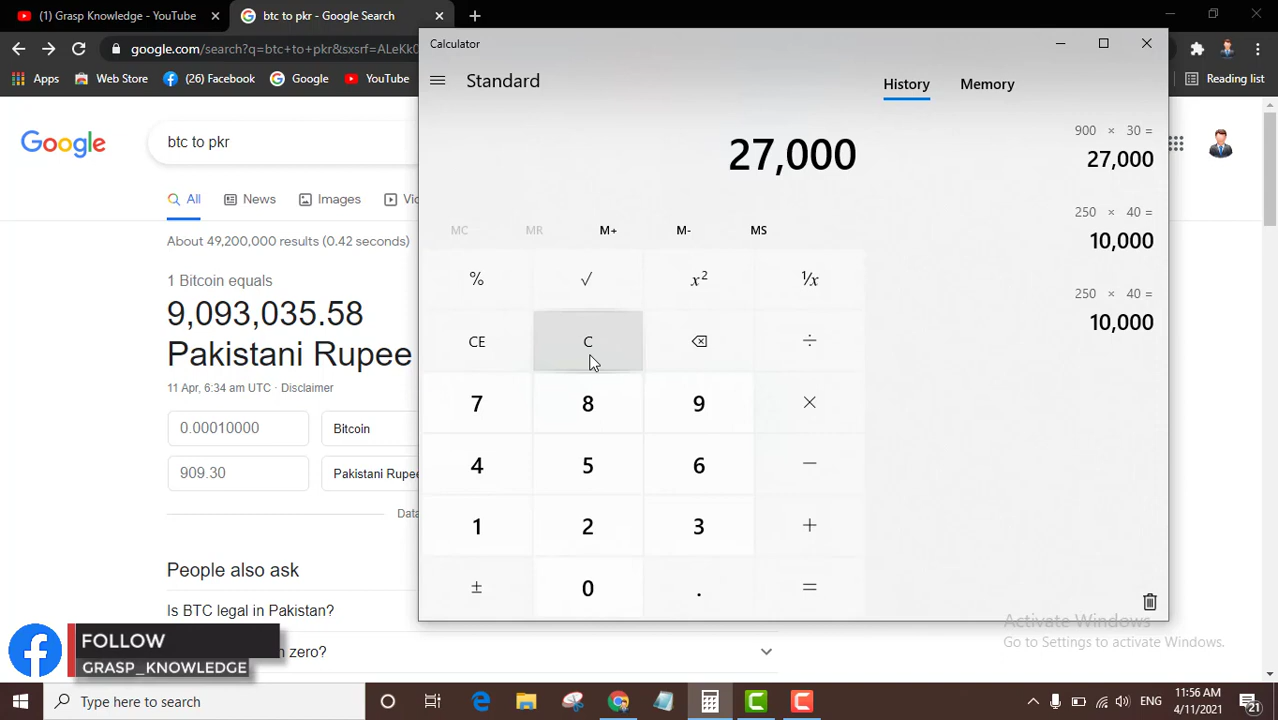 (1) Grasp Knowledge - YouTube
btc to pkr - Google Search
google.com/search?q=btc+to+pkr&sxsrf=ALeKk0
Apps
Web Store
(26) Facebook
Google
YouTube
Reading list
Google
btc to pkr
All
News
Images
About 49,200,000 results (0.42 seconds)
1 Bitcoin equals
9,093,035.58
Pakistani Rupee
11 Apr, 6:34 am UTC · Disclaimer
0.00010000
Bitcoin
909.30
Pakistani Rupee
People also ask
Is BTC legal in Pakistan?
zero?
Calculator
Standard
History
Memory
27,000
MC
MR
M+
M-
MS
%
√
x²
1/x
CE
C
÷
7
8
9
×
4
5
6
−
1
2
3
+
±
0
.
=
900 × 30 =
27,000
250 × 40 =
10,000
250 × 40 =
10,000
Activate Windows
Go to Settings to activate Windows.
FOLLOW
GRASP_KNOWLEDGE
Type here to search
ENG
11:56 AM
4/11/2021
21